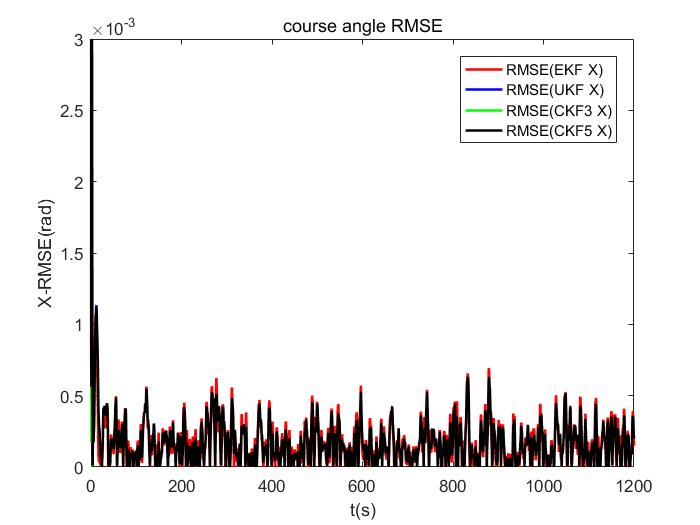 course angle RMSE
×10-3
3
2.5
2
1.5
1
0.5
0
X-RMSE(rad)
RMSE(EKF X)
RMSE(UKF X)
RMSE(CKF3 X)
RMSE(CKF5 X)
0 200 400 600 800 1000 1200
t(s)